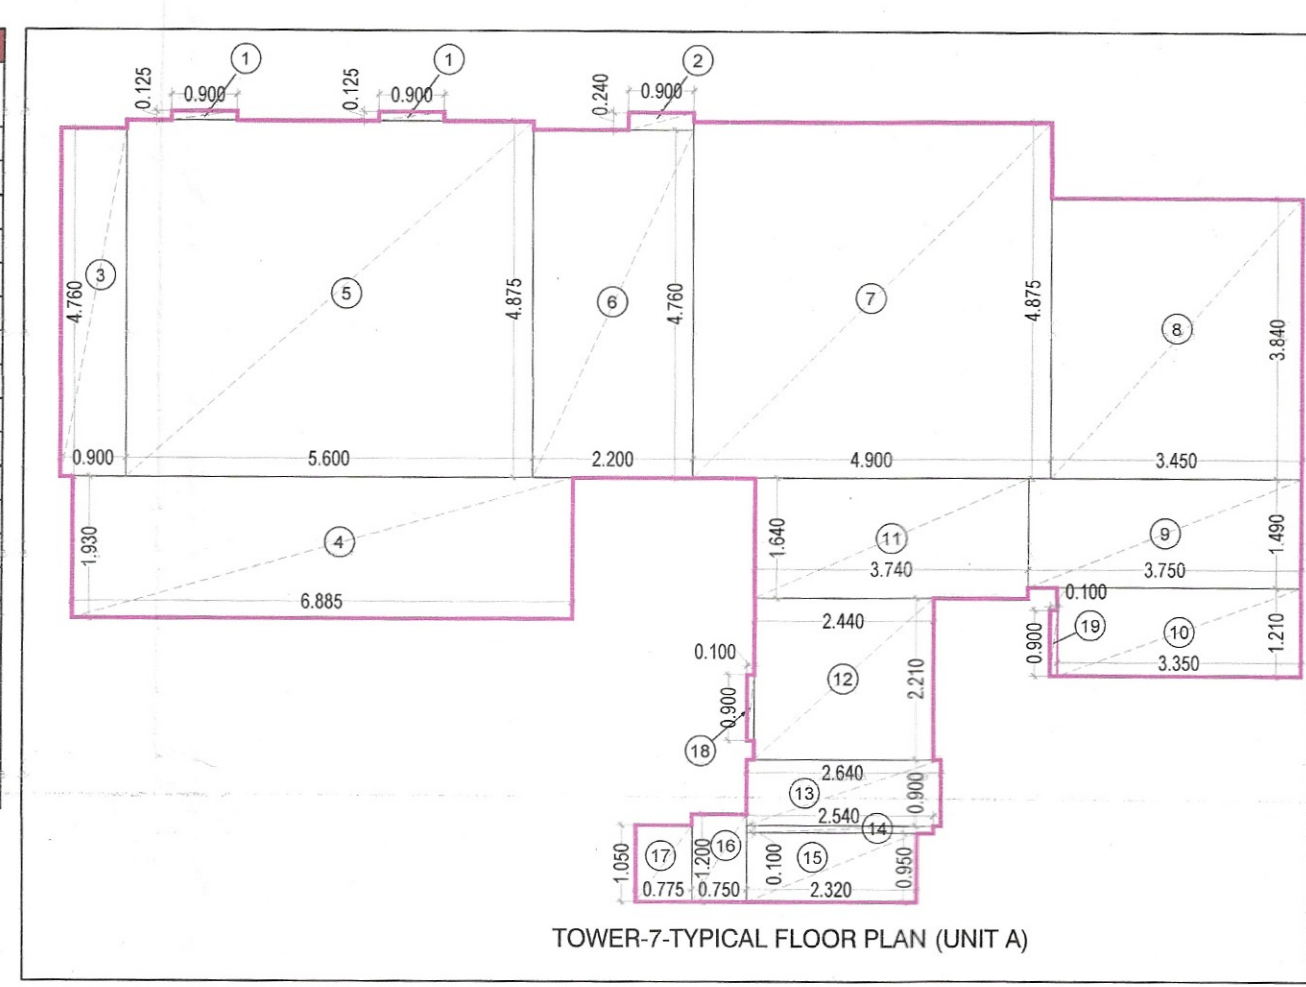 1 1 2
0.125 0.900 0.125 0.900 0.240 0.900
3 5 6 7 8
4.760 4.875 4.760 4.875 3.840
0.900 5.600 2.200 4.900 3.450
1.930 4 1.640 11 9 1.490
6.885 3.740 3.750
0.100
2.440 0.900 19 10 1.210
0.100 12 2.210 3.350
0.900
18
2.640
13 0.900
2.540
14
1.050 17 1.200 16 0.100 15 0.950
0.775 0.750 2.320
TOWER-7-TYPICAL FLOOR PLAN (UNIT A)